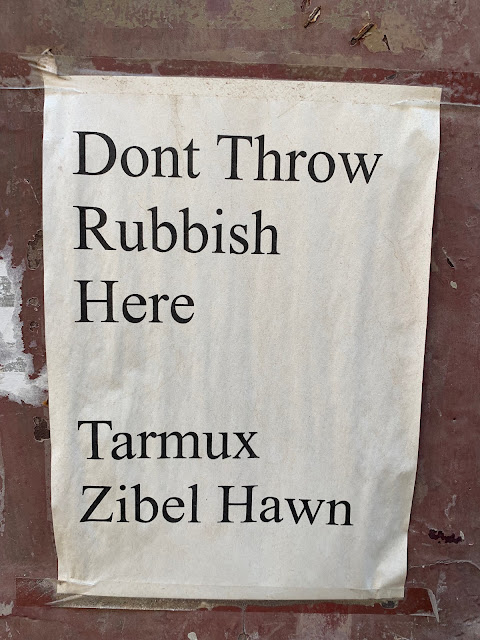 Dont Throw
Rubbish
Here
Tarmux
Zibel Hawn